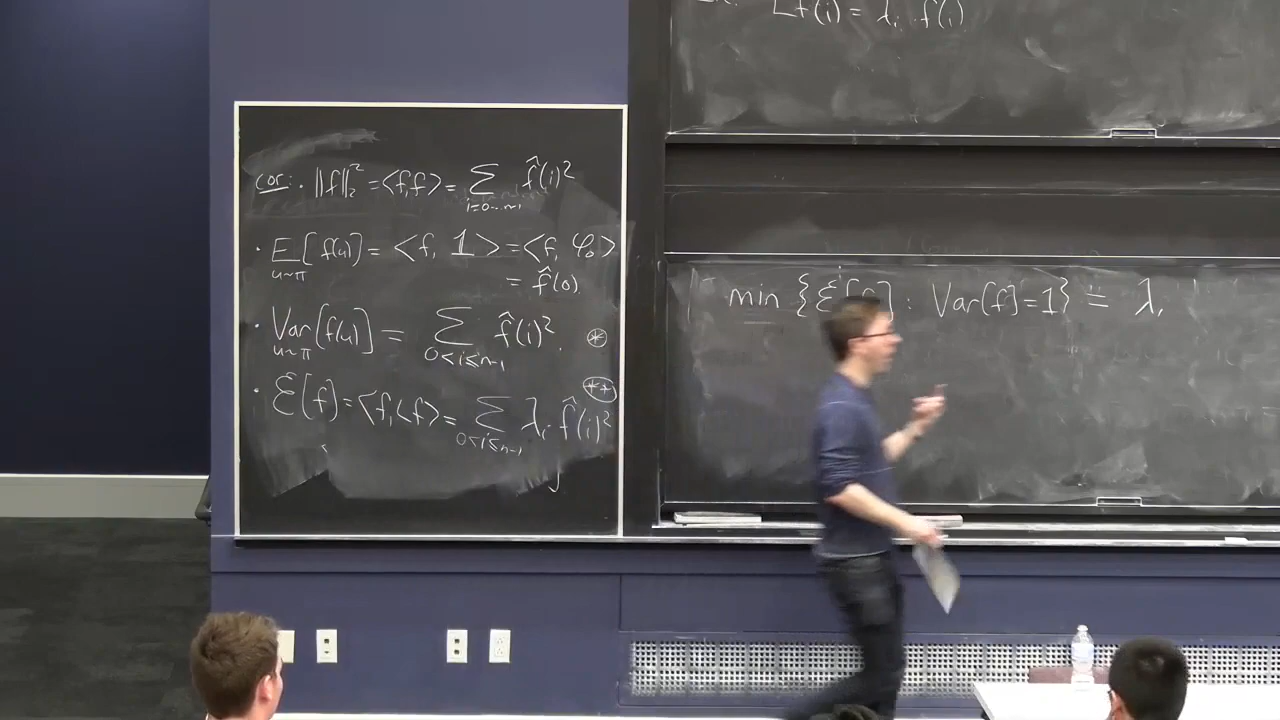 cor: · ‖f‖₂² = <f,f> = Σ_{i=0...n-1} f̂(i)²
· E_{u~π}[f(u)] = <f, 1> = <f, φ₀>
= f̂(0)
· Var_{u~π}[f(u)] = Σ_{0<i≤n-1} f̂(i)². ⊛
· ℰ[f] = <f, Lf> = Σ_{0<i≤n-1} λᵢ f̂(i)² (**)
Lf(i) = λᵢ f̂(i)
min {ℰ[f] : Var[f]=1} = λ₁